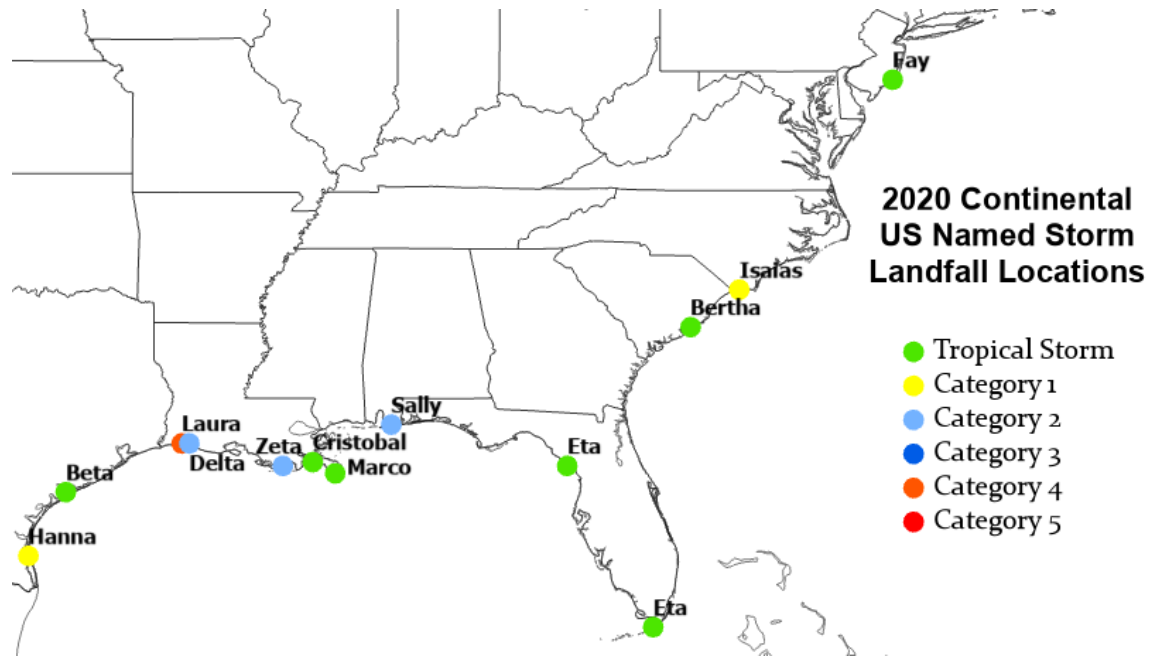 Fay
2020 Continental
US Named Storm
Landfall Locations
Isaias
Bertha
Tropical Storm
Category 1
Category 2
Category 3
Category 4
Category 5
Sally
Laura
Zeta
Cristobal
Eta
Delta
Marco
Beta
Hanna
Eta